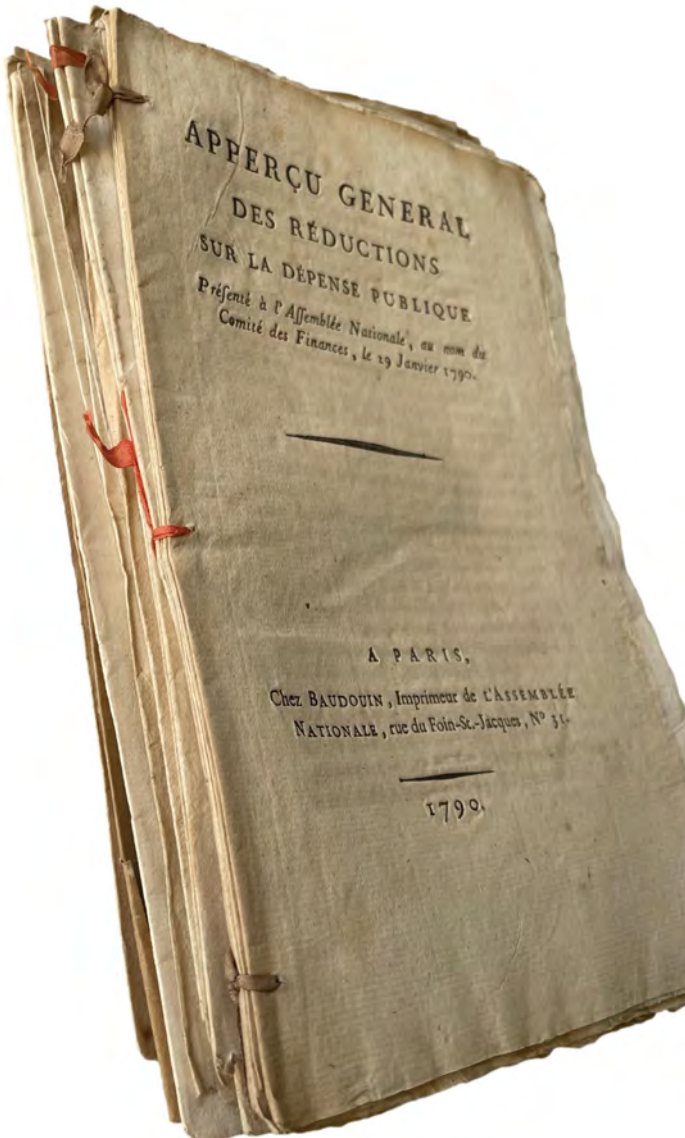 APPERÇU GENERAL
DES RÉDUCTIONS
SUR LA DÉPENSE PUBLIQUE
Préſenté à l'Aſſemblée Nationale, au nom du
Comité des Finances, le 29 Janvier 1790.
A PARIS,
Chez BAUDOUIN, Imprimeur de L'ASSEMBLÉE
NATIONALE, rue du Foin-St.-Jacques, N° 31.
1790.